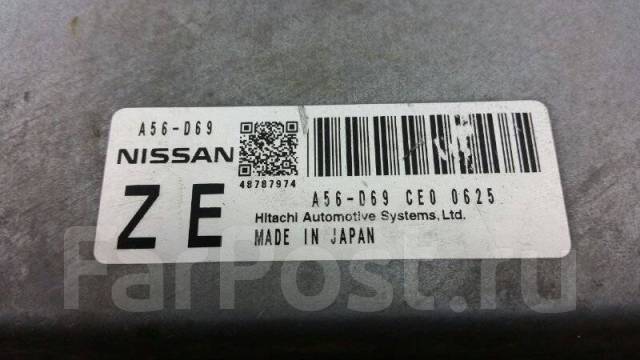 A56-D69
NISSAN
ZE
48787974
A56-D69 CE0 0625
Hitachi Automotive Systems,Ltd.
MADE IN JAPAN
FarPost.ru